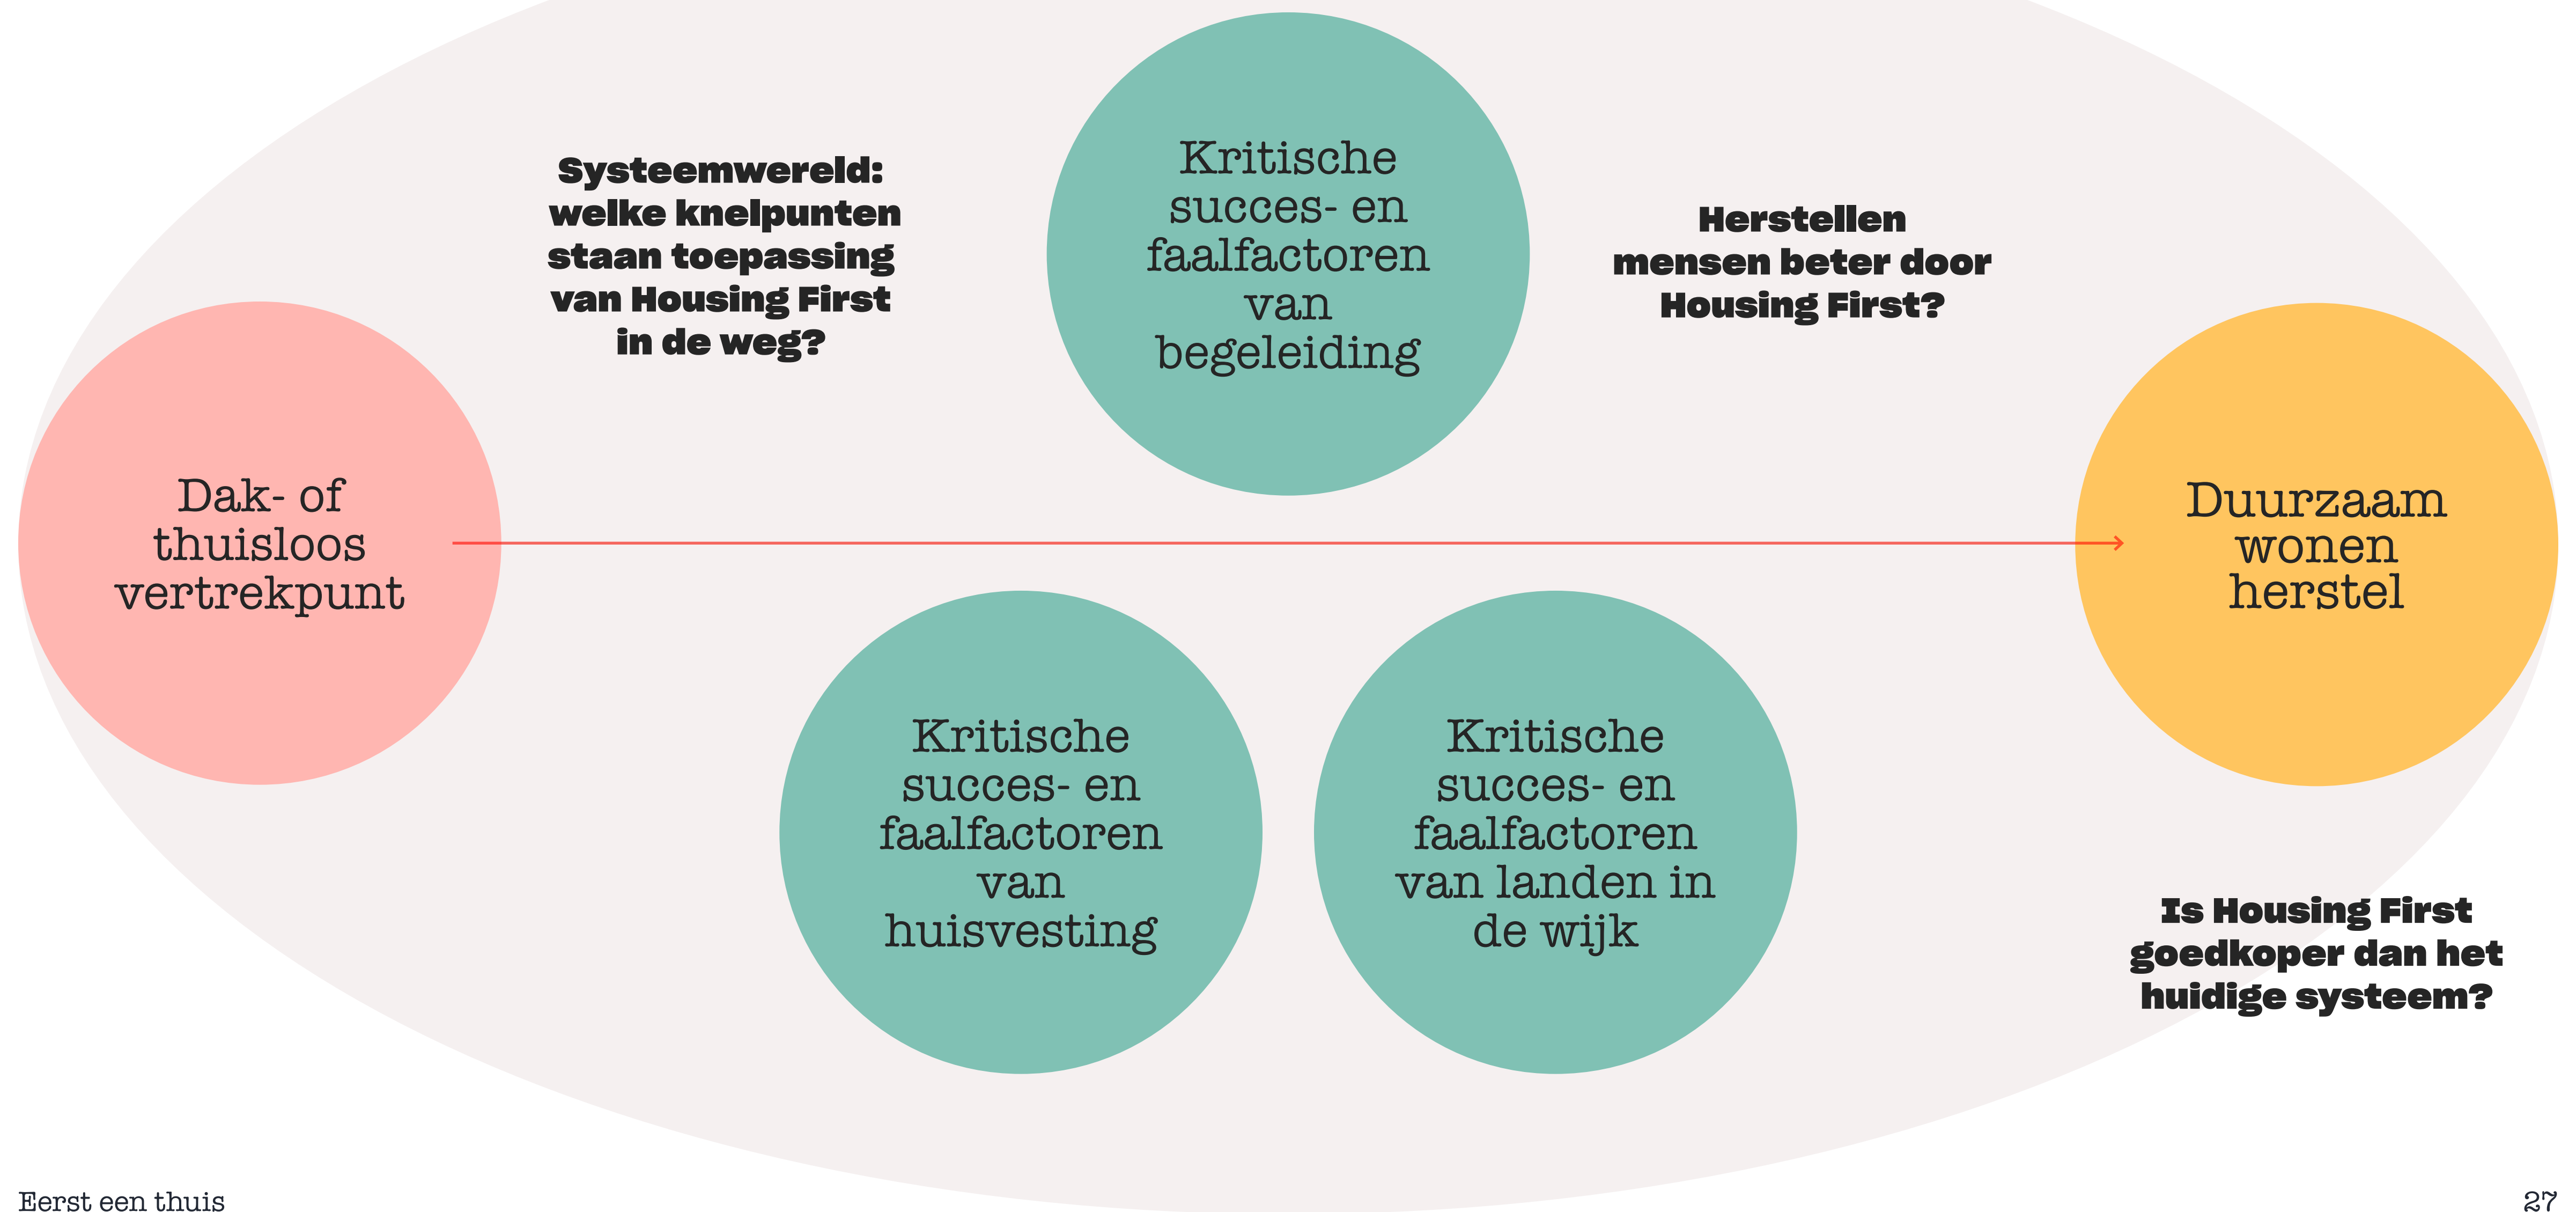 Systeemwereld:
welke knelpunten
staan toepassing
van Housing First
in de weg?
Kritische
succes- en
faalfactoren
van
begeleiding
Herstellen
mensen beter door
Housing First?
Dak- of
thuisloos
vertrekpunt
Duurzaam
wonen
herstel
Kritische
succes- en
faalfactoren
van
huisvesting
Kritische
succes- en
faalfactoren
van landen in
de wijk
Is Housing First
goedkoper dan het
huidige systeem?
Eerst een thuis
27